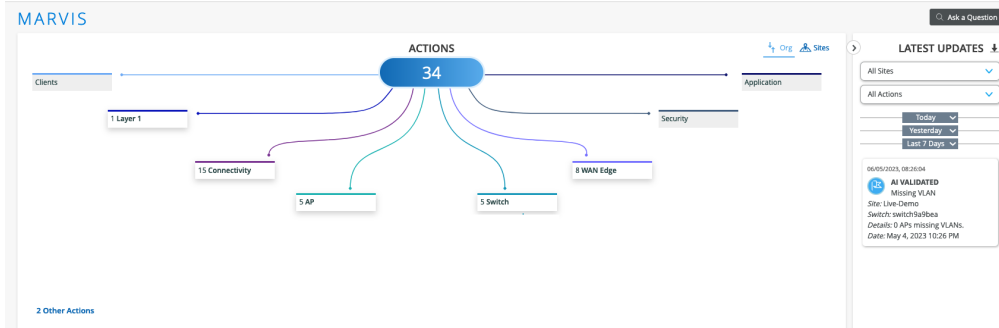 MARVIS
Ask a Question
ACTIONS
Org
Sites
34
Clients
Application
1 Layer 1
Security
15 Connectivity
8 WAN Edge
5 AP
5 Switch
2 Other Actions
LATEST UPDATES
All Sites
All Actions
Today
Yesterday
Last 7 Days
06/05/2023, 08:26:04
AI VALIDATED
Missing VLAN
Site: Live-Demo
Switch: switch9a9bea
Details: 0 APs missing VLANs.
Date: May 4, 2023 10:26 PM